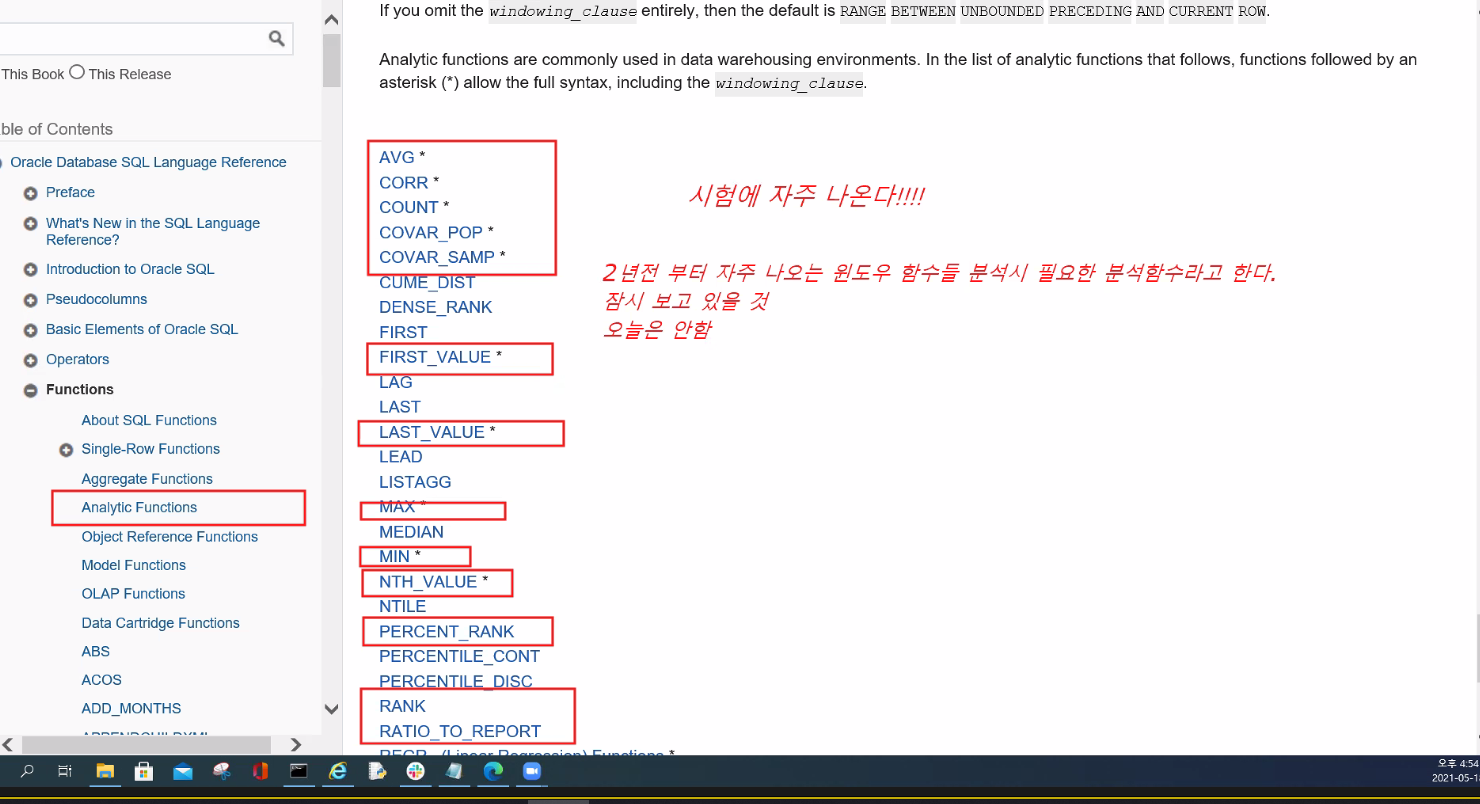 This Book This Release
ble of Contents
Oracle Database SQL Language Reference
Preface
What's New in the SQL Language
Reference?
Introduction to Oracle SQL
Pseudocolumns
Basic Elements of Oracle SQL
Operators
Functions
About SQL Functions
Single-Row Functions
Aggregate Functions
Analytic Functions
Object Reference Functions
Model Functions
OLAP Functions
Data Cartridge Functions
ABS
ACOS
ADD_MONTHS
If you omit the windowing_clause entirely, then the default is RANGE BETWEEN UNBOUNDED PRECEDING AND CURRENT ROW.
Analytic functions are commonly used in data warehousing environments. In the list of analytic functions that follows, functions followed by an
asterisk (*) allow the full syntax, including the windowing_clause.
AVG *
CORR *
COUNT *
COVAR_POP *
COVAR_SAMP *
CUME_DIST
DENSE_RANK
FIRST
FIRST_VALUE *
LAG
LAST
LAST_VALUE *
LEAD
LISTAGG
MAX *
MEDIAN
MIN *
NTH_VALUE *
NTILE
PERCENT_RANK
PERCENTILE_CONT
PERCENTILE_DISC
RANK
RATIO_TO_REPORT
REGR_ (Linear Regression) Functions *
시험에 자주 나온다!!!!
2년전 부터 자주 나오는 윈도우 함수들 분석시 필요한 분석함수라고 한다.
잠시 보고 있을 것
오늘은 안함
오후 4:54
2021-05-1